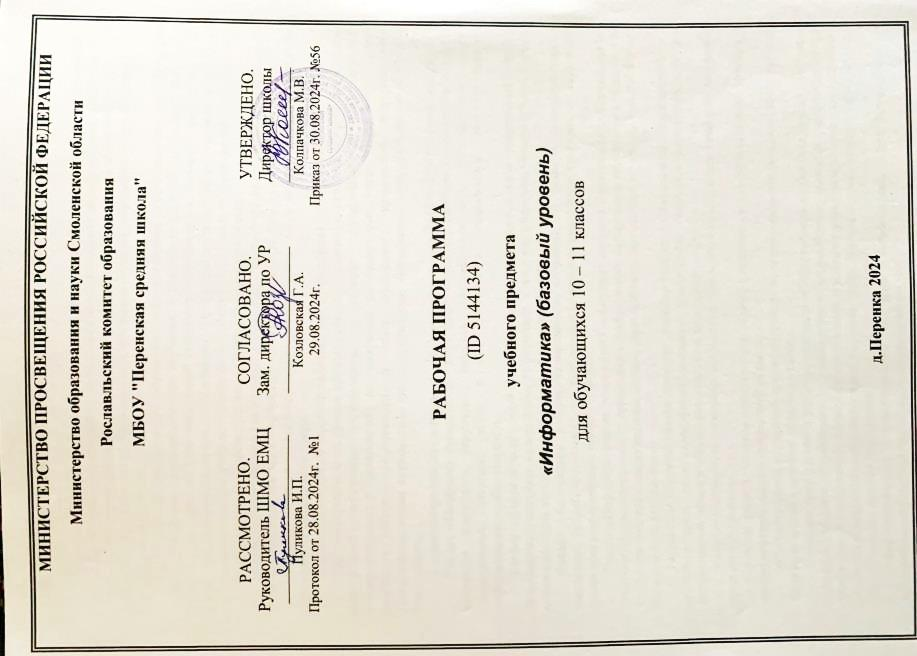 МИНИСТЕРСТВО ПРОСВЕЩЕНИЯ РОССИЙСКОЙ ФЕДЕРАЦИИ
Министерство образования и науки Смоленской области
Рославльский комитет образования
МБОУ "Перенская средняя школа"
РАССМОТРЕНО.
Руководитель ШМО ЕМЦ
Пуликова И.П.
Протокол от 28.08.2024г. №1
СОГЛАСОВАНО.
Зам. директора по УР
Козловская Г.А.
29.08.2024г.
УТВЕРЖДЕНО.
Директор школы
Колпачкова М.В.
Приказ от 30.08.2024г. №56
РАБОЧАЯ ПРОГРАММА
(ID 5144134)
учебного предмета
«Информатика» (базовый уровень)
для обучающихся 10 – 11 классов
д.Перенка 2024